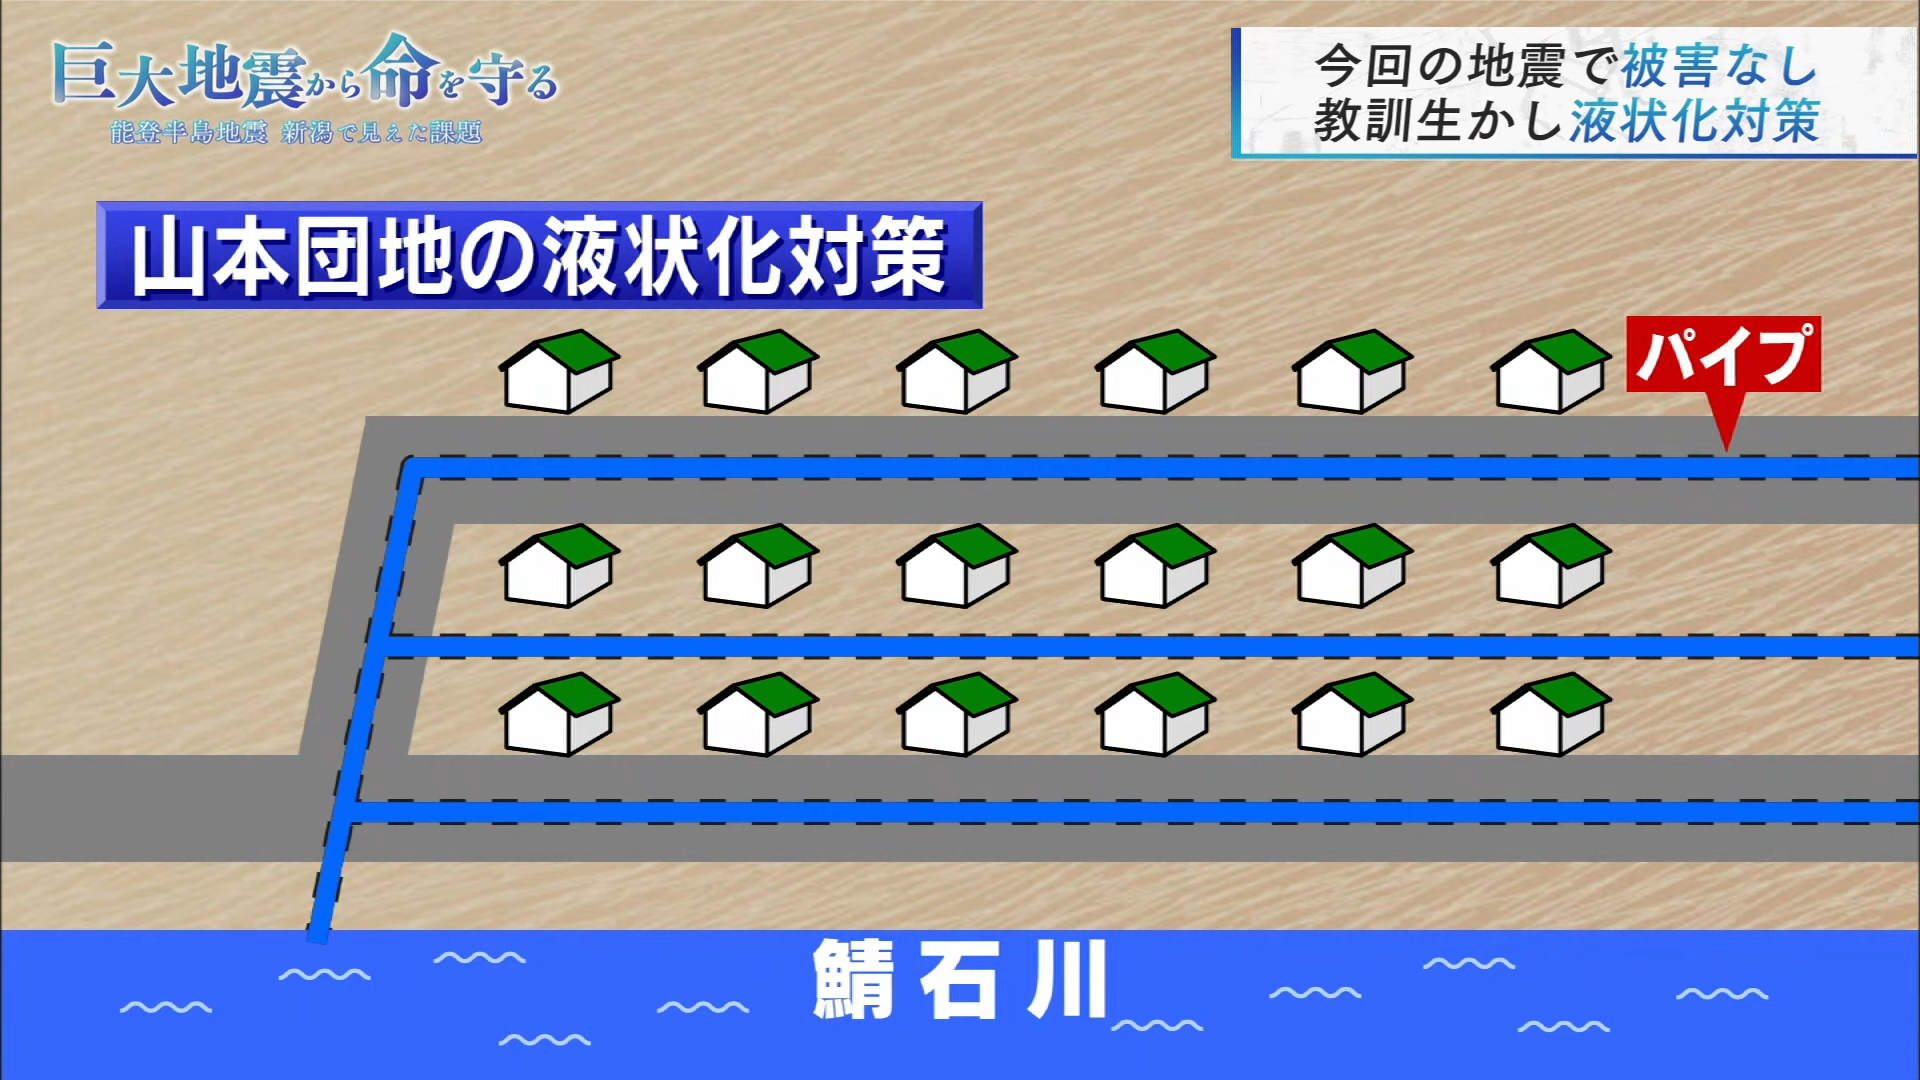 巨大地震から命を守る
能登半島地震 新潟で見えた課題
今回の地震で被害なし
教訓生かし液状化対策
山本団地の液状化対策
パイプ
鯖石川